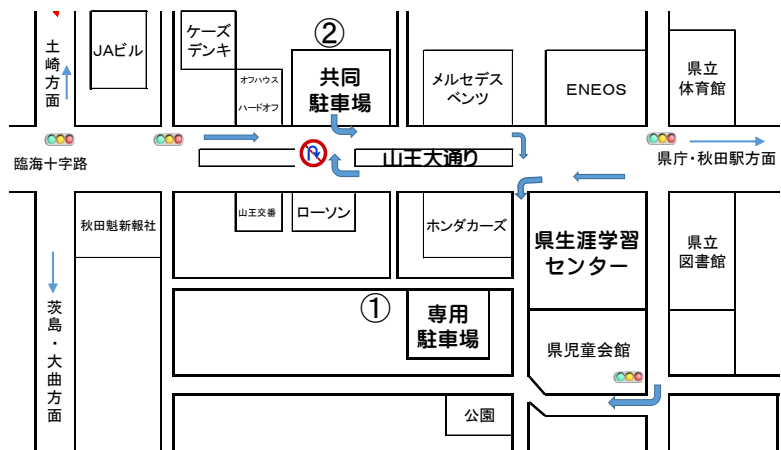 土崎方面
JAビル
ケーズ
デンキ
②
オフハウス
ハードオフ
共同
駐車場
メルセデス
ベンツ
ENEOS
県立
体育館
臨海十字路
山王大通り
県庁・秋田駅方面
秋田魁新報社
山王交番
ローソン
ホンダカーズ
県生涯学習
センター
県立
図書館
①
専用
駐車場
茨島・大曲方面
県児童会館
公園